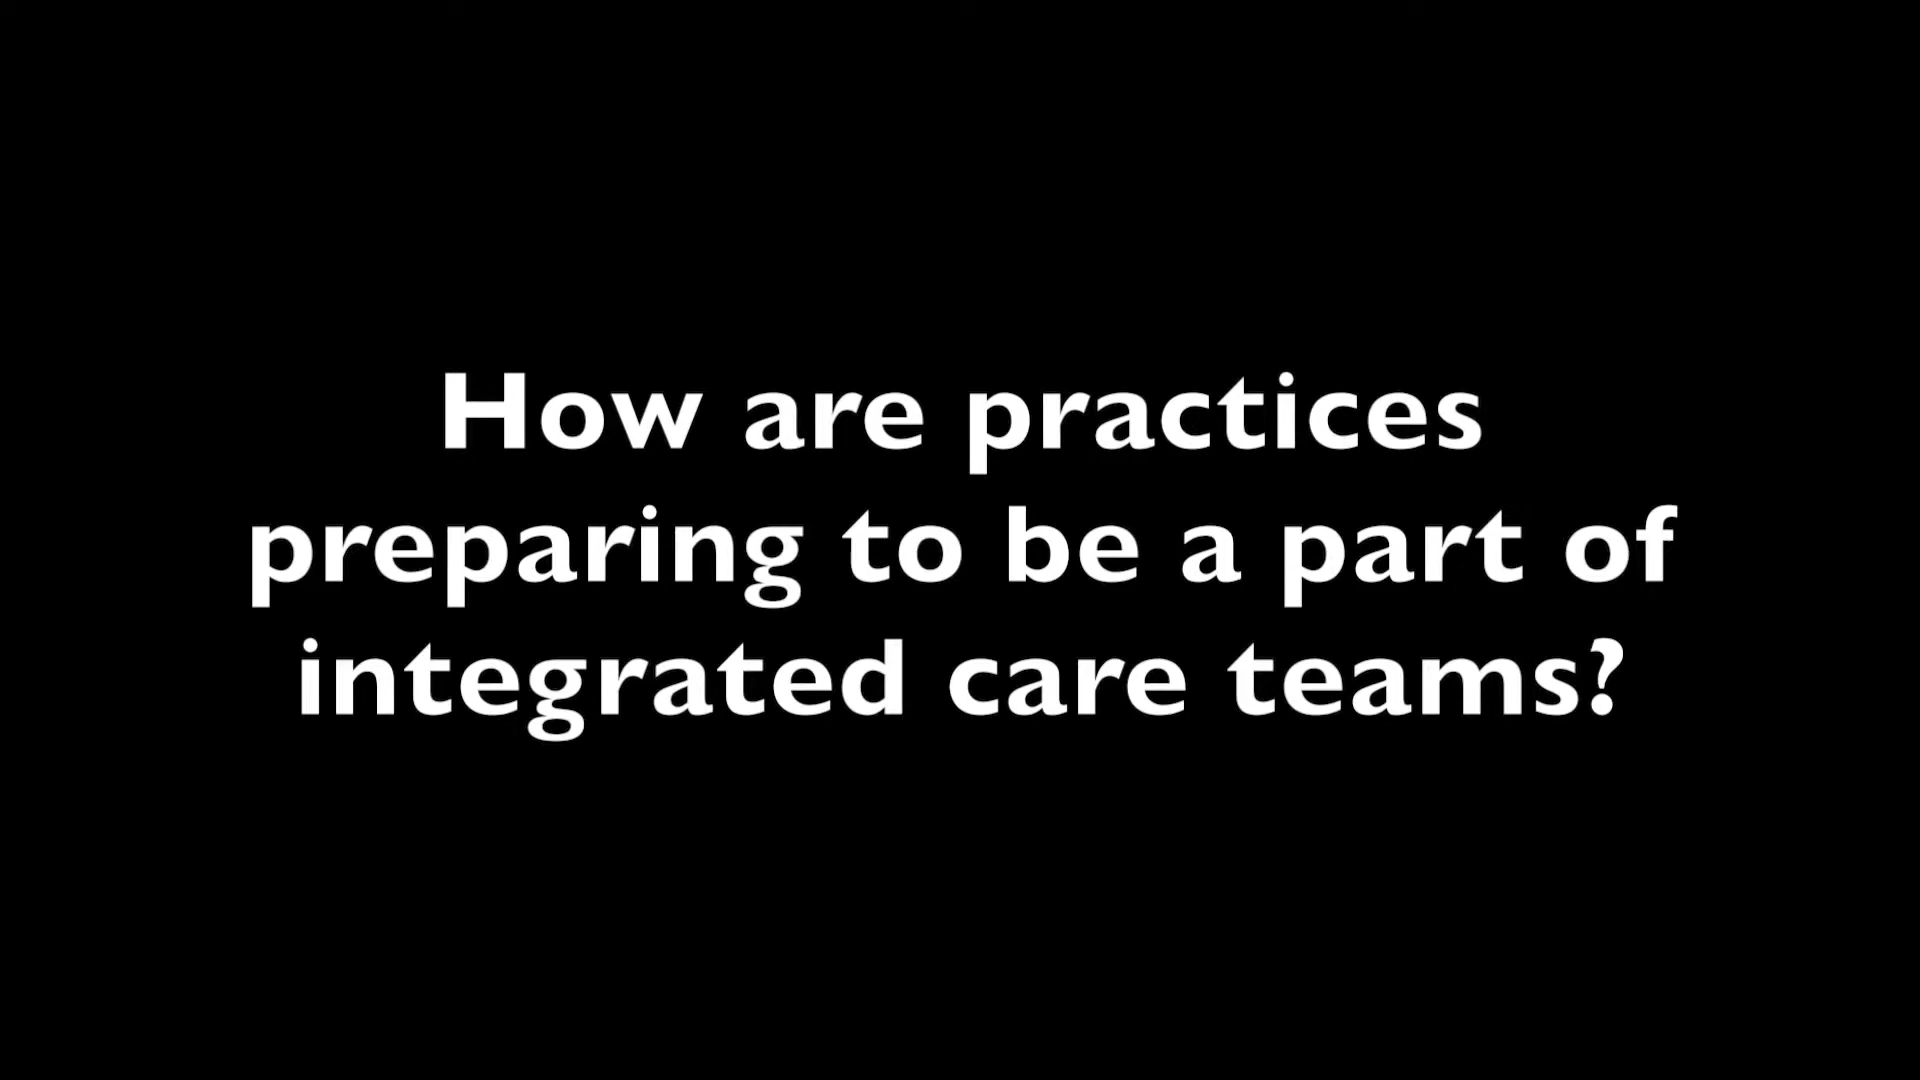 How are practices
preparing to be a part of
integrated care teams?